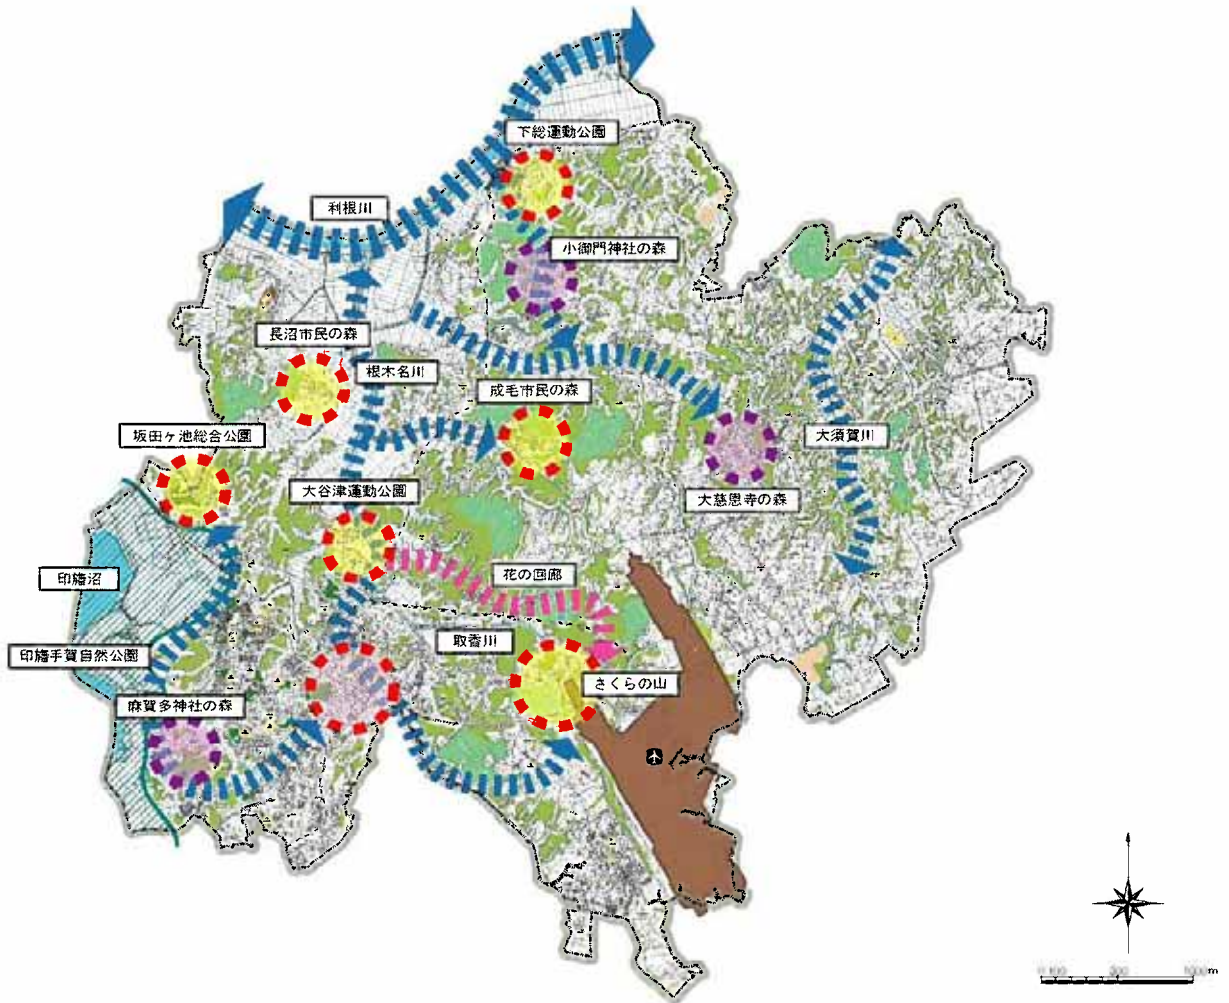 下総運動公園
利根川
小御門神社の森
長沼市民の森
根木名川
成毛市民の森
坂田ヶ池総合公園
大須賀川
大谷津運動公園
大慈恩寺の森
印旛沼
花の回廊
取香川
印旛手賀自然公園
さくらの山
麻賀多神社の森